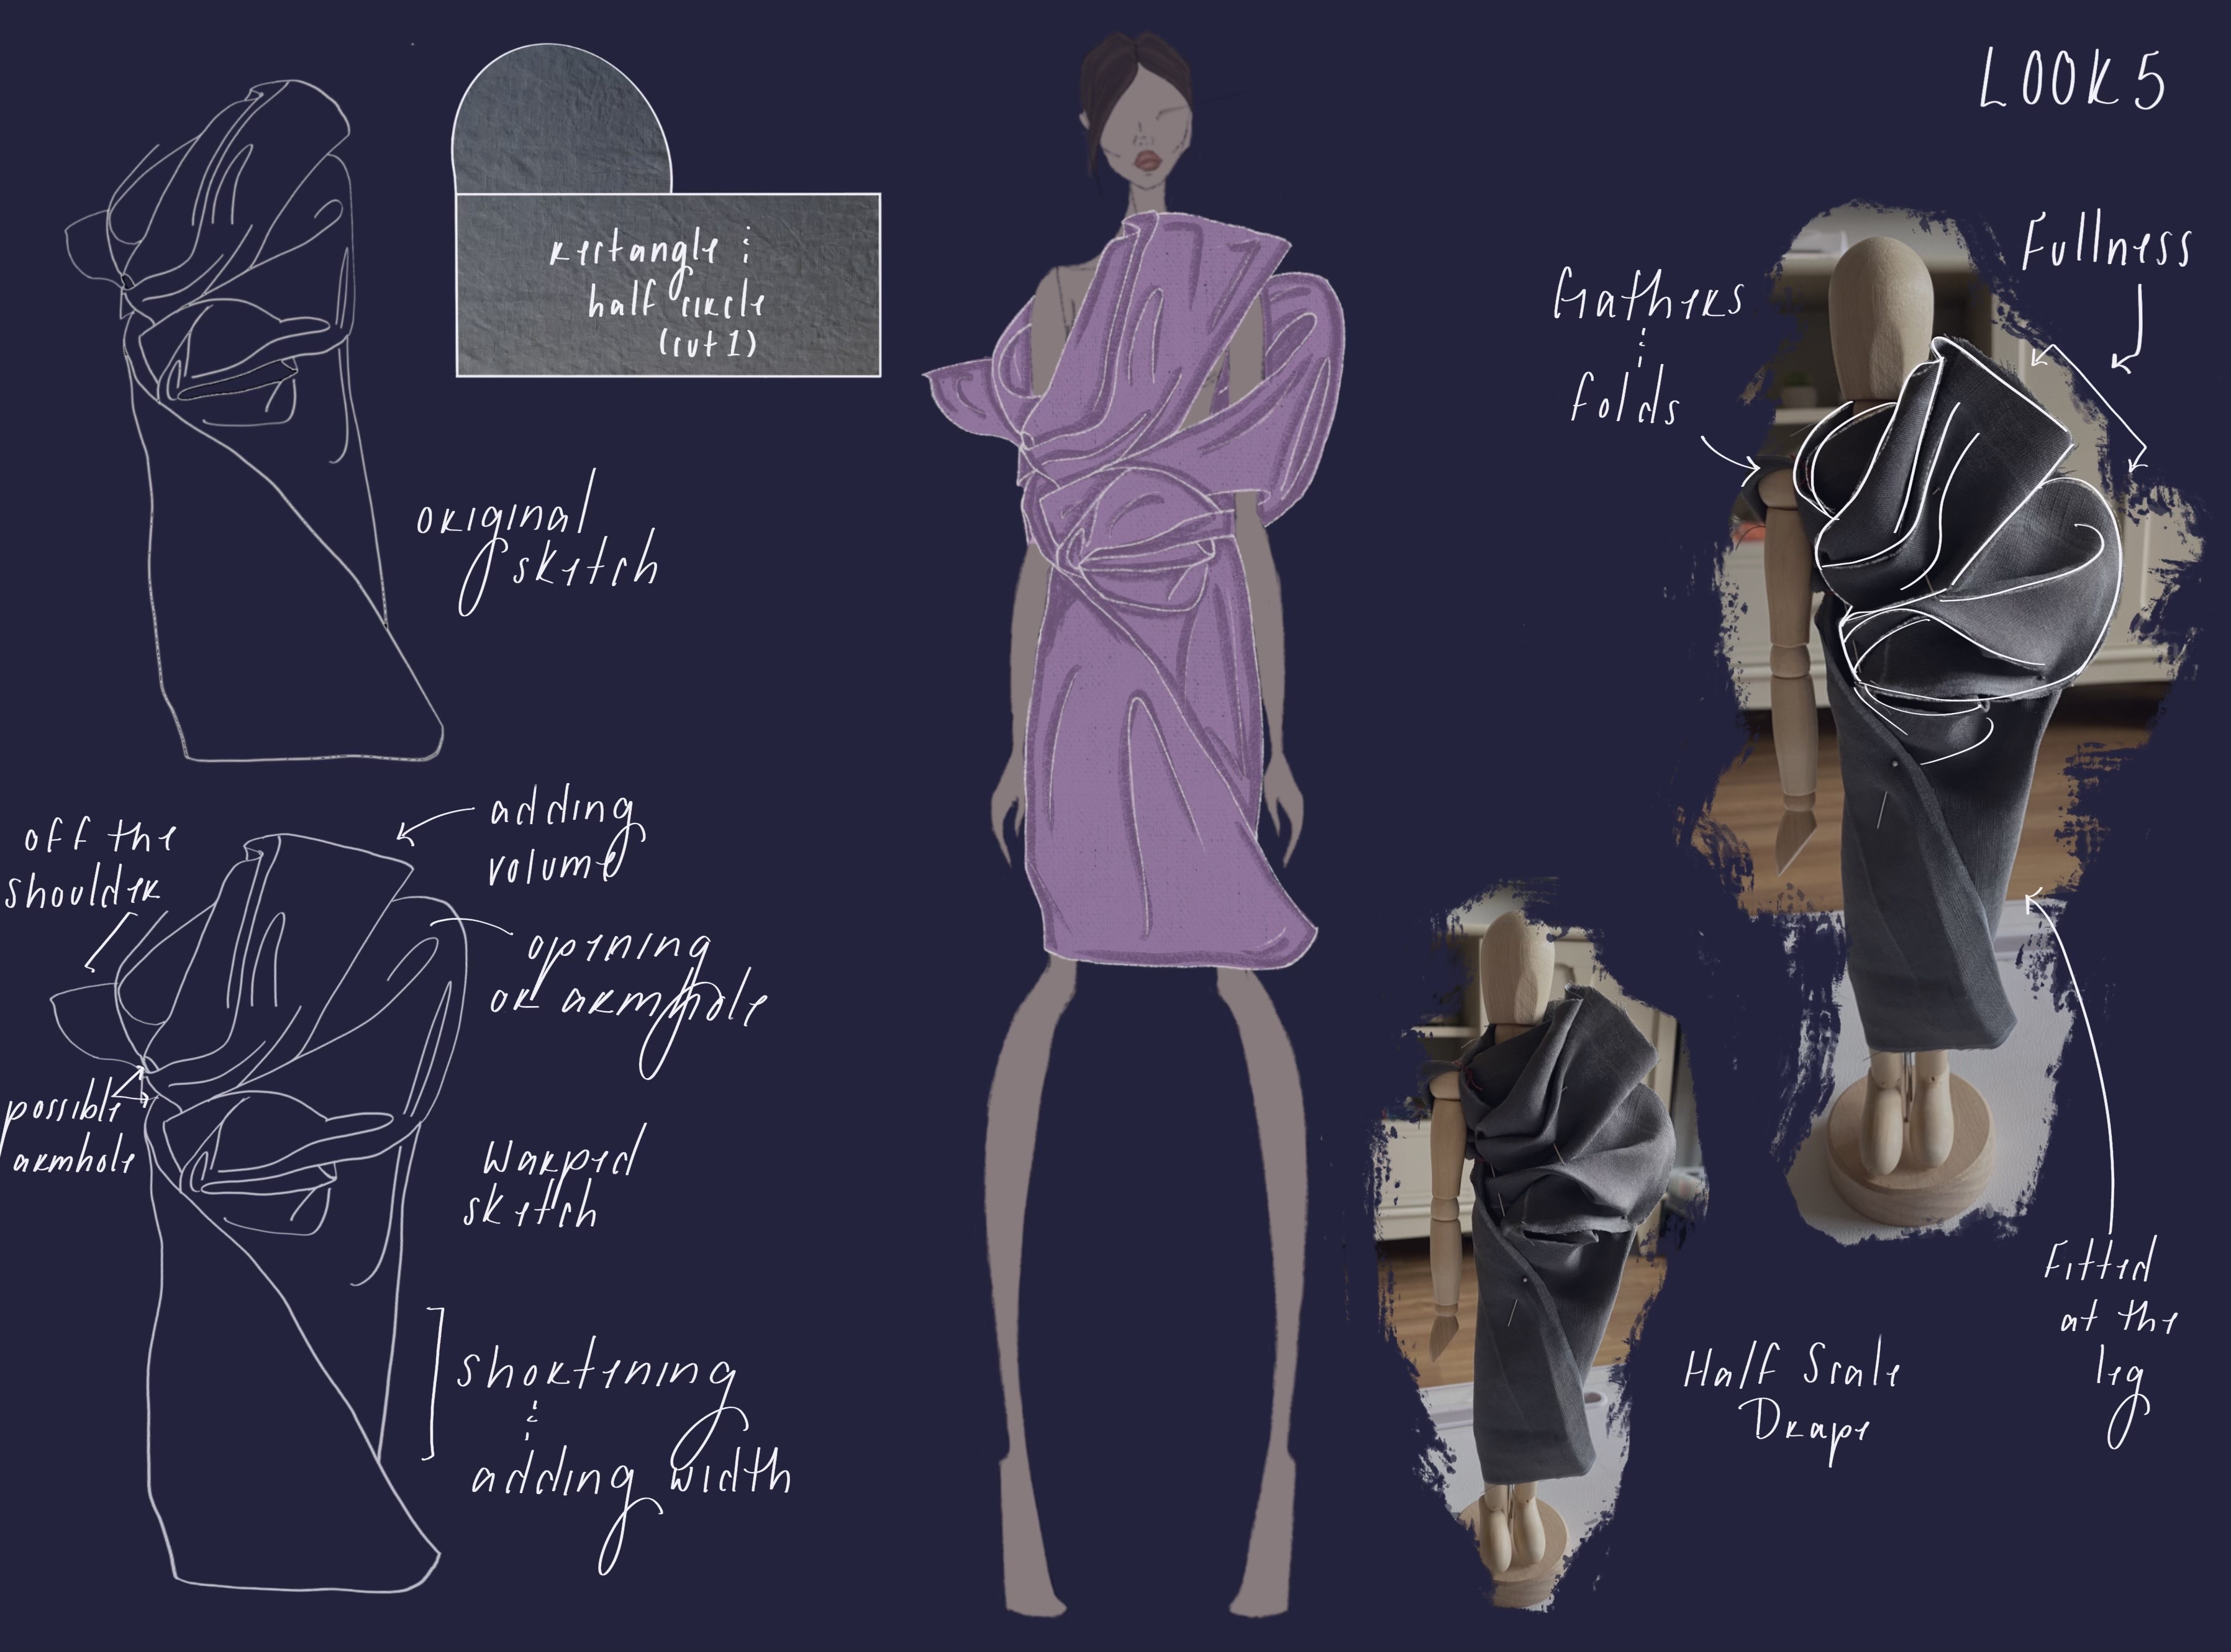 LOOK 5
rectangle &
half circle
(cut 1)
original
sketch
Gathers
&
folds
Fullness
off the
shoulder
adding
volume
opening
or armhole
possible
armhole
Warped
sketch
shortening
&
adding width
Half Scale
Drape
Fitted
at the
leg